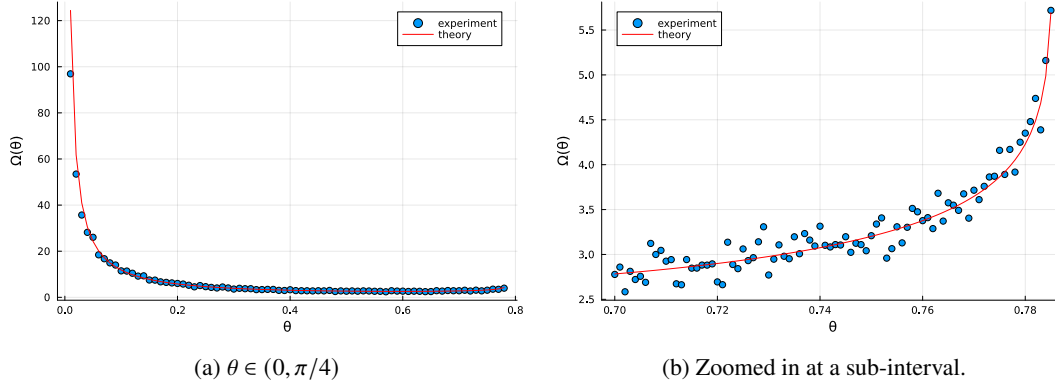 120
100
80
60
40
20
0
Ω(θ)
experiment
theory
0.0
0.2
0.4
0.6
0.8
θ
(a) θ ∈ (0, π/4)
5.5
5.0
4.5
4.0
3.5
3.0
2.5
Ω(θ)
experiment
theory
0.70
0.72
0.74
0.76
0.78
θ
(b) Zoomed in at a sub-interval.